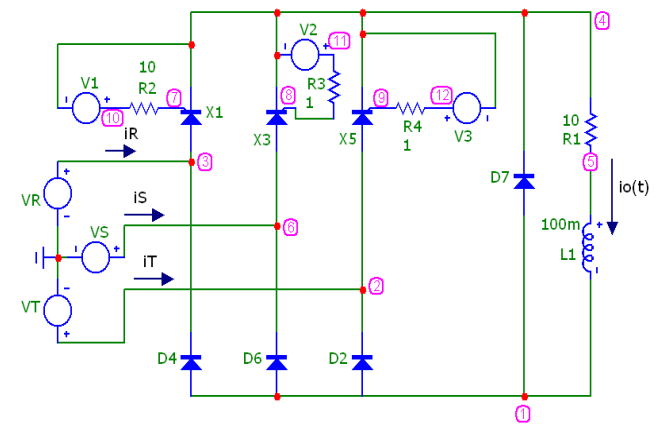 4
V2
11
10
R2
V1
R3
1
7
8
9
12
10
X1
X3
X5
R4
1
V3
10
R1
iR
3
5
D7
io(t)
VR
iS
VS
6
100m
L1
iT
2
VT
D4
D6
D2
1